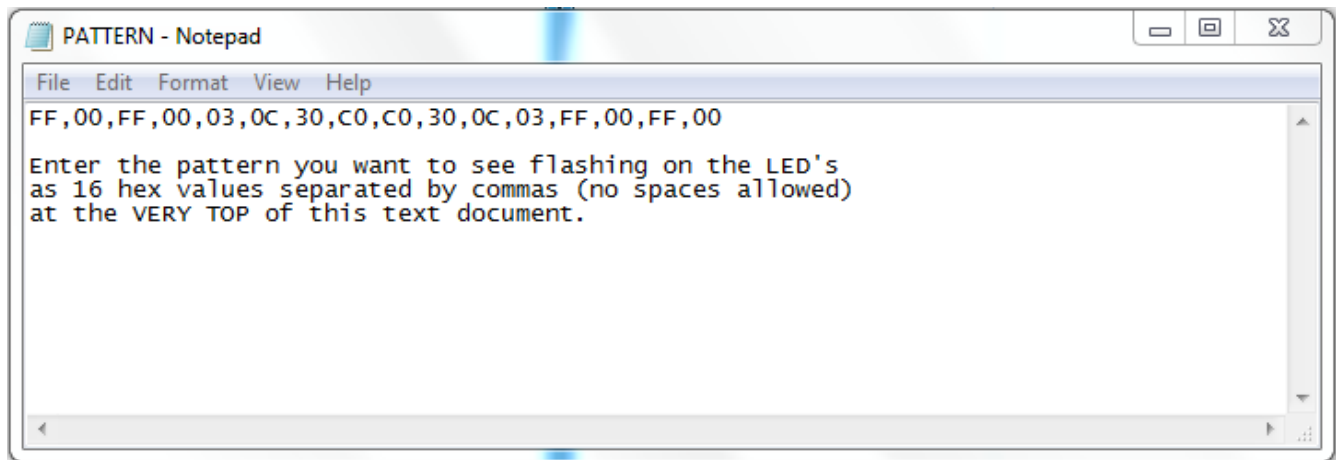 PATTERN - Notepad
File Edit Format View Help
FF,00,FF,00,03,0C,30,C0,C0,30,0C,03,FF,00,FF,00
Enter the pattern you want to see flashing on the LED's
as 16 hex values separated by commas (no spaces allowed)
at the VERY TOP of this text document.